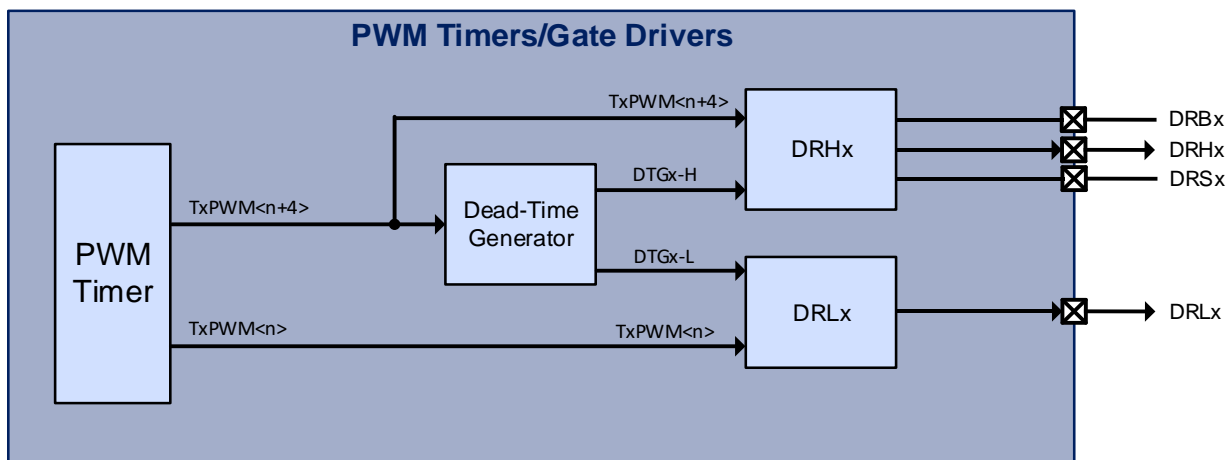 PWM Timers/Gate Drivers
TxPWM<n+4>
DRHx
DRBx
DRHx
DRSx
DTGx-H
TxPWM<n+4>
Dead-Time
Generator
PWM
Timer
DTGx-L
DRLx
DRLx
TxPWM<n>
TxPWM<n>